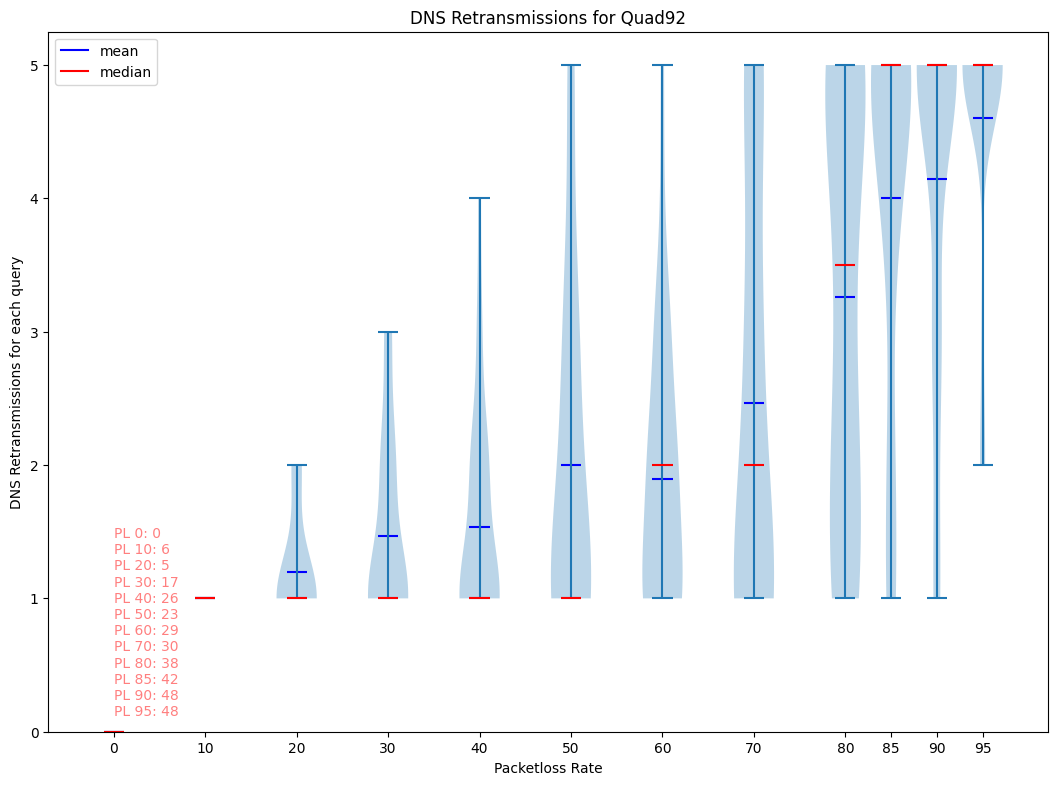 DNS Retransmissions for Quad92
mean
median
DNS Retransmissions for each query
5
4
3
2
1
0
PL 0: 0
PL 10: 6
PL 20: 5
PL 30: 17
PL 40: 26
PL 50: 23
PL 60: 29
PL 70: 30
PL 80: 38
PL 85: 42
PL 90: 48
PL 95: 48
0 10 20 30 40 50 60 70 80 85 90 95
Packetloss Rate